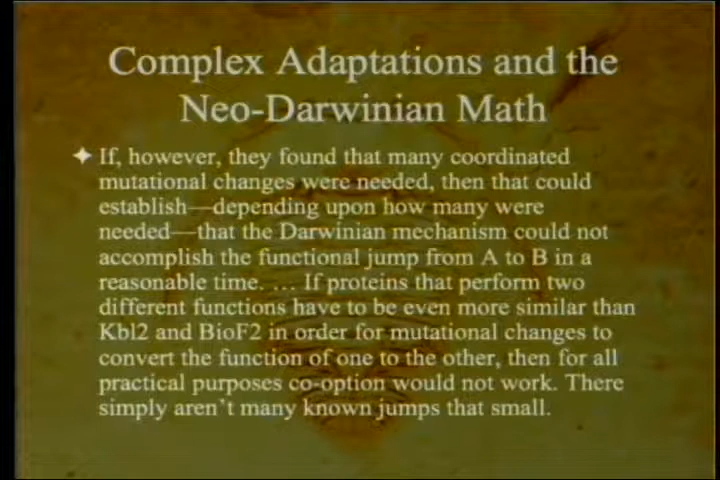 Complex Adaptations and the
Neo-Darwinian Math
If, however, they found that many coordinated
mutational changes were needed, then that could
establish—depending upon how many were
needed—that the Darwinian mechanism could not
accomplish the functional jump from A to B in a
reasonable time. … If proteins that perform two
different functions have to be even more similar than
Kbl2 and BioF2 in order for mutational changes to
convert the function of one to the other, then for all
practical purposes co-option would not work. There
simply aren't many known jumps that small.